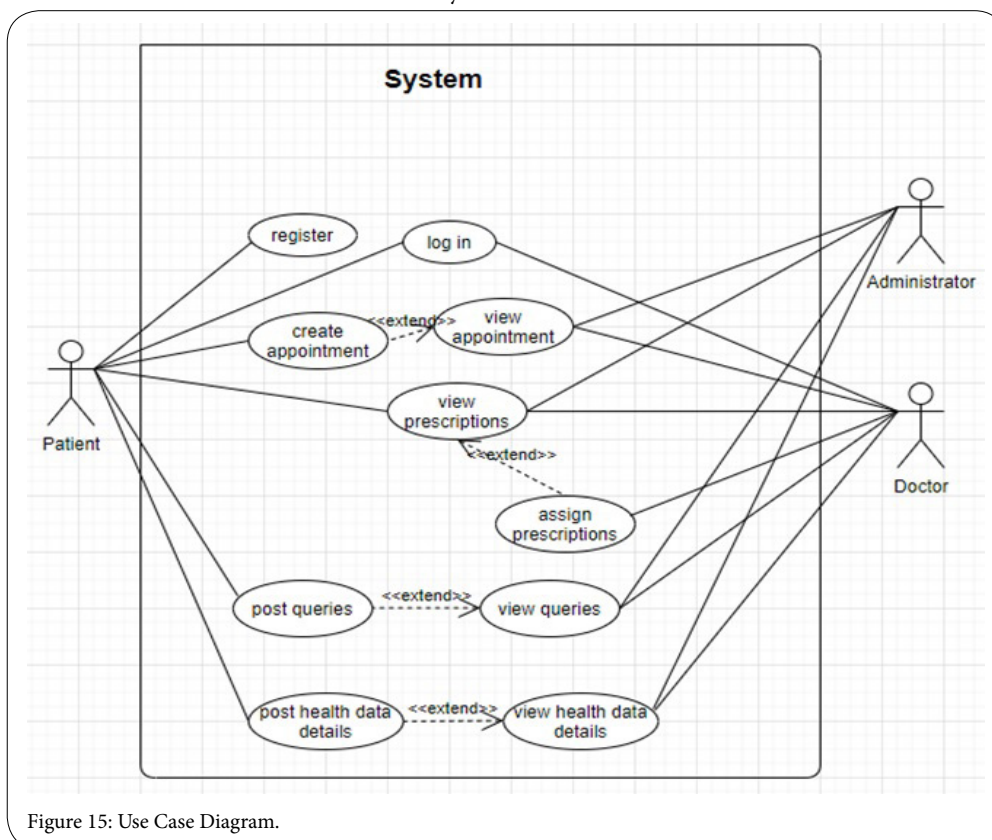 System
register
log in
Administrator
create
appointment
<<extend>>
view
appointment
Patient
view
prescriptions
<<extend>>
Doctor
assign
prescriptions
post queries
<<extend>>
view queries
post health data
details
<<extend>>
view health data
details
Figure 15: Use Case Diagram.